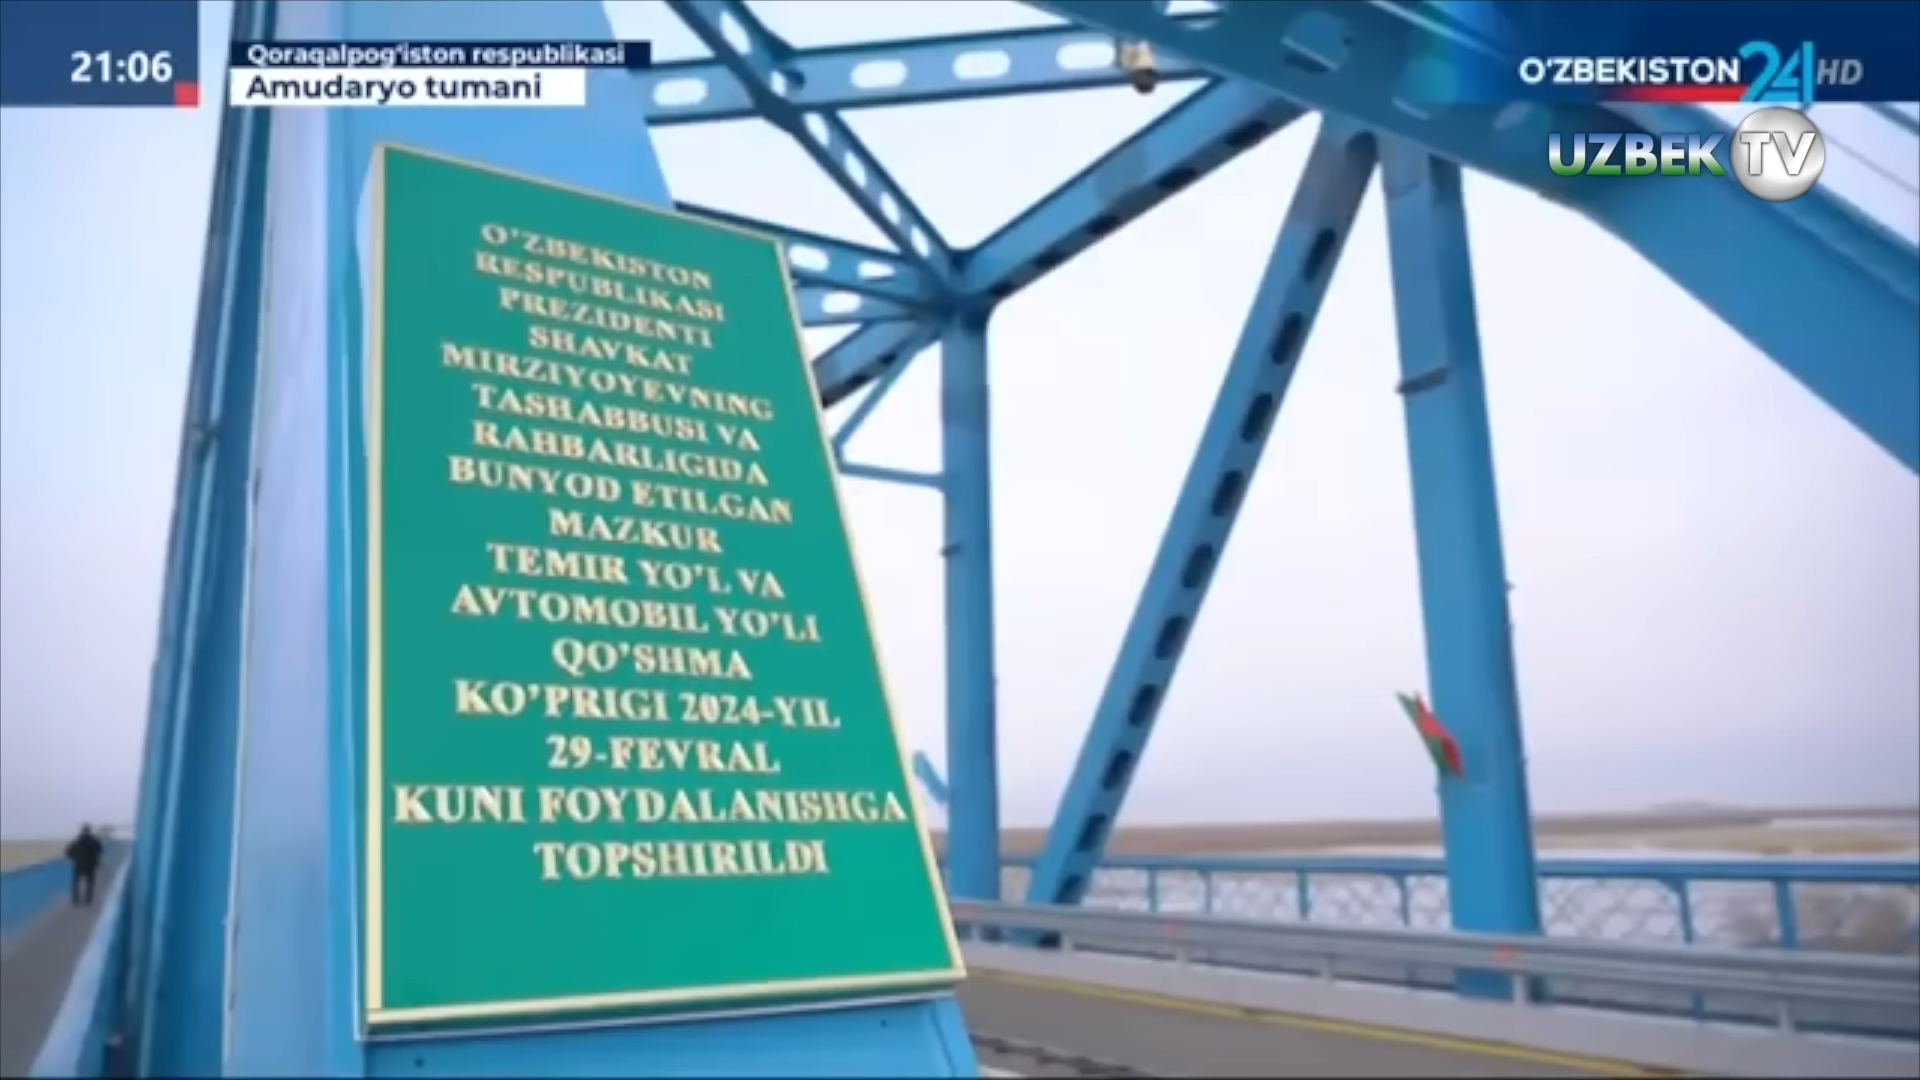 21:06
Qoraqalpog'iston respublikasi
Amudaryo tumani
O'ZBEKISTON 24 HD
UZBEK TV
O'ZBEKISTON
RESPUBLIKASI
PREZIDENTI
SHAVKAT
MIRZIYOYEVNING
TASHABBUSI VA
RAHBARLIGIDA
BUNYOD ETILGAN
MAZKUR
TEMIR YO'L VA
AVTOMOBIL YO'LI
QO'SHMA
KO'PRIGI 2024-YIL
29-FEVRAL
KUNI FOYDALANISHGA
TOPSHIRILDI